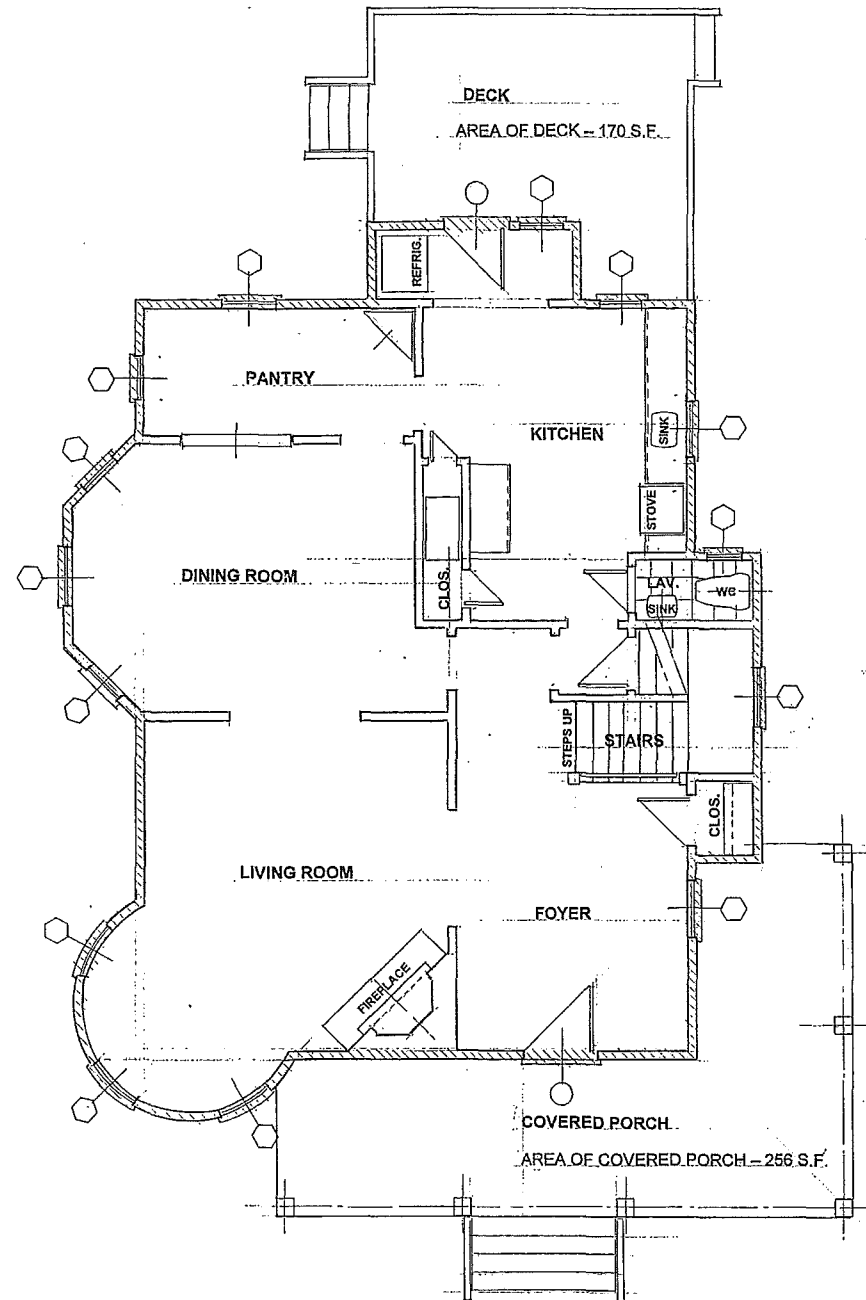 DECK
AREA OF DECK – 170 S.F.
REFRIG.
PANTRY
KITCHEN
SINK
STOVE
DINING ROOM
CLOS.
LAV.
WC
SINK
STEPS UP
STAIRS
CLOS.
LIVING ROOM
FOYER
FIREPLACE
COVERED PORCH
AREA OF COVERED PORCH – 256 S.F.